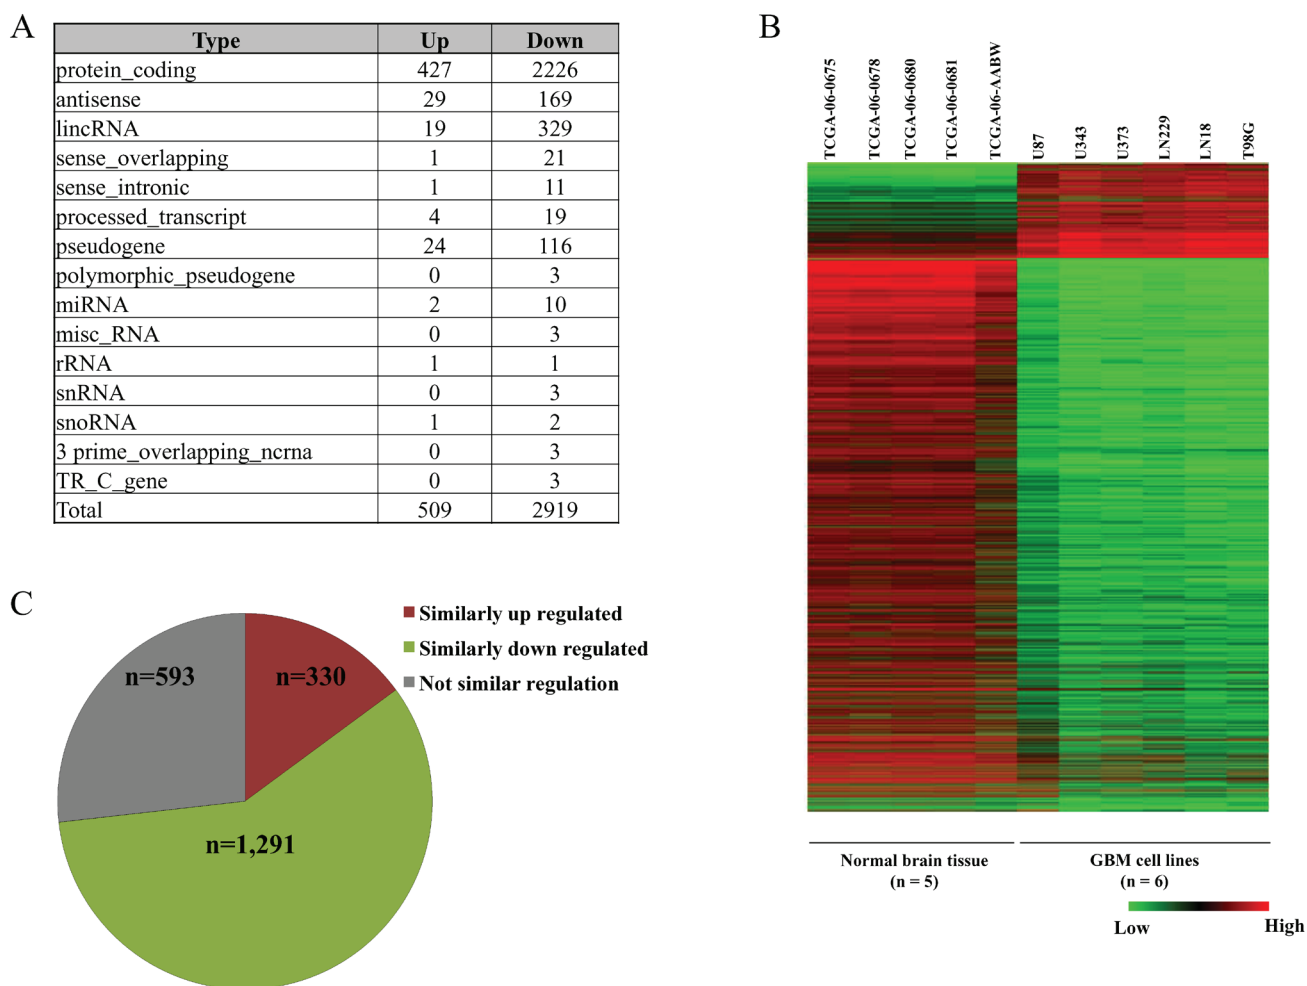 A
Type Up Down
protein_coding 427 2226
antisense 29 169
lincRNA 19 329
sense_overlapping 1 21
sense_intronic 1 11
processed_transcript 4 19
pseudogene 24 116
polymorphic_pseudogene 0 3
miRNA 2 10
misc_RNA 0 3
rRNA 1 1
snRNA 0 3
snoRNA 1 2
3 prime_overlapping_ncrna 0 3
TR_C_gene 0 3
Total 509 2919
B
TCGA-06-0675
TCGA-06-0678
TCGA-06-0680
TCGA-06-0681
TCGA-06-AABW
U87
U343
U373
LN229
LN18
T98G
Normal brain tissue
(n = 5)
GBM cell lines
(n = 6)
Low
High
C
Similarly up regulated
Similarly down regulated
Not similar regulation
n=593
n=330
n=1,291